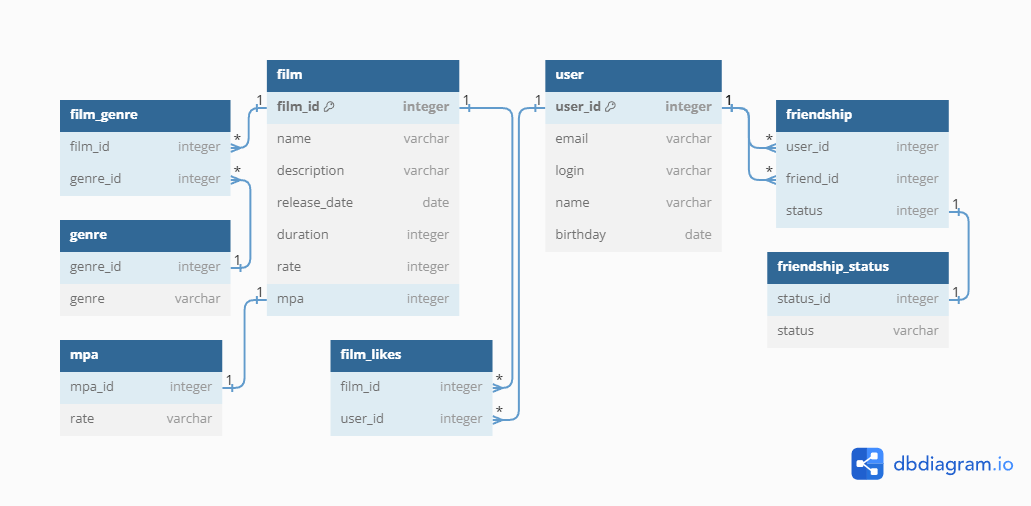 film
film_id integer
name varchar
description varchar
release_date date
duration integer
rate integer
mpa integer
film_genre
film_id integer
genre_id integer
genre
genre_id integer
genre varchar
mpa
mpa_id integer
rate varchar
film_likes
film_id integer
user_id integer
user
user_id integer
email varchar
login varchar
name varchar
birthday date
friendship
user_id integer
friend_id integer
status integer
friendship_status
status_id integer
status varchar
1
*
*
1
1
1
1
*
*
1
1
*
*
1
1
dbdiagram.io